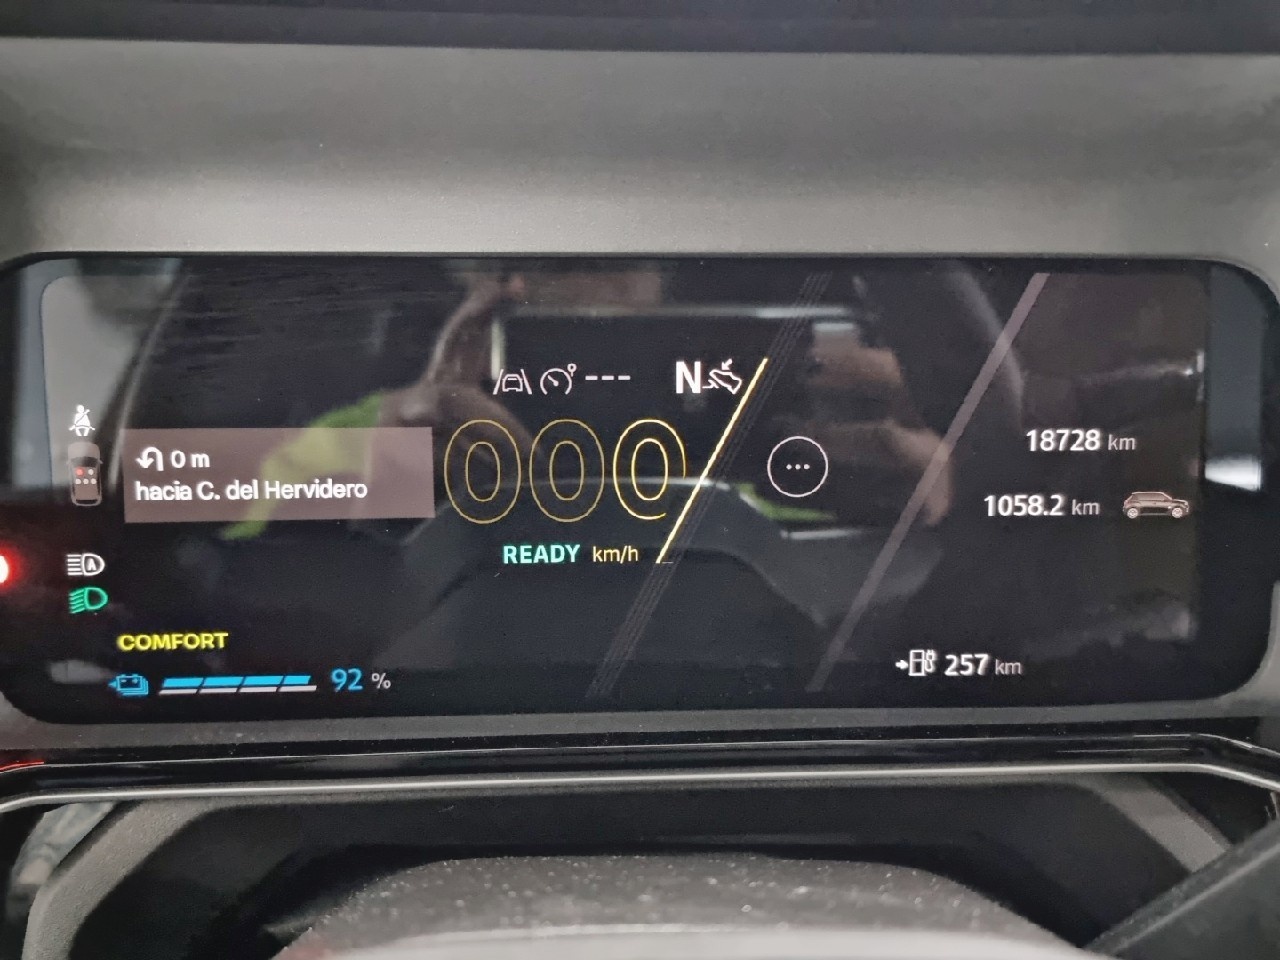 --- N
0 m
hacia C. del Hervidero
000
18728 km
1058.2 km
READY km/h
A
COMFORT
92 %
257 km